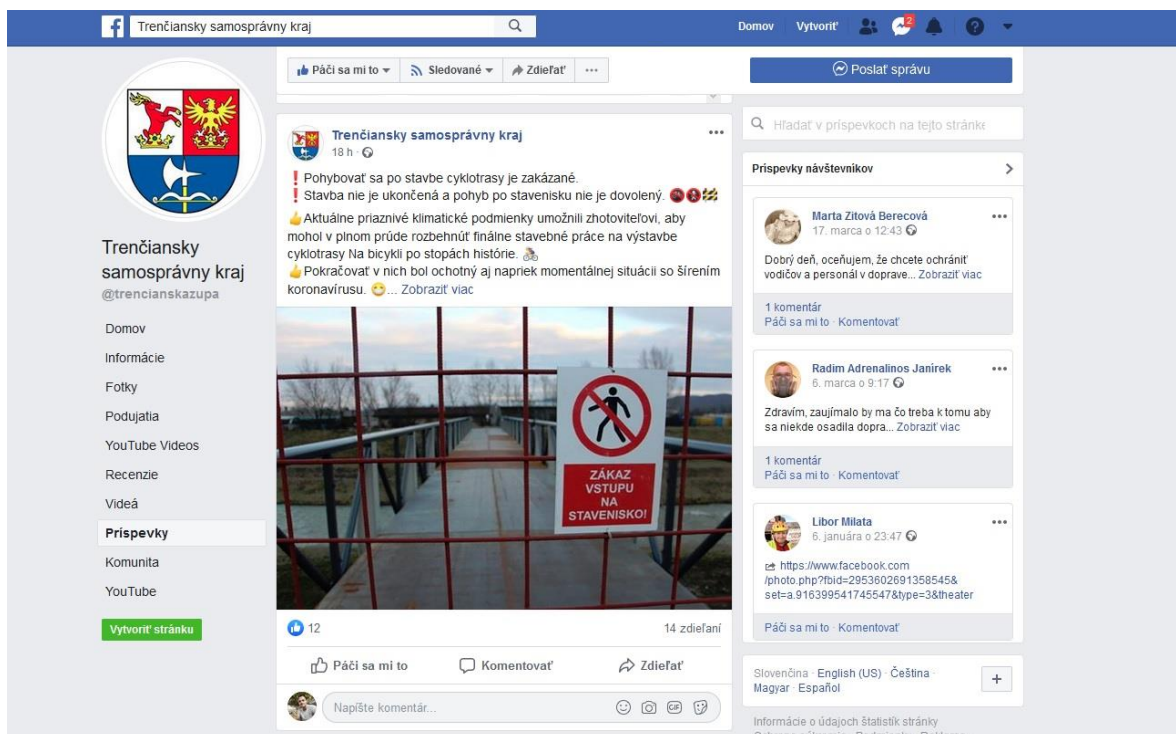 Trenčiansky samosprávny kraj
Domov
Vytvoriť
2
Páči sa mi to
Sledované
Zdieľať
Poslať správu
Trenčiansky
samosprávny kraj
@trencianskazupa
Domov
Informácie
Fotky
Podujatia
YouTube Videos
Recenzie
Videá
Príspevky
Komunita
YouTube
Vytvoriť stránku
Trenčiansky samosprávny kraj
18 h ·
❗Pohybovať sa po stavbe cyklotrasy je zakázané.
❗Stavba nie je ukončená a pohyb po stavenisku nie je dovolený. 🚳🚷🚧
👍Aktuálne priaznivé klimatické podmienky umožnili zhotoviteľovi, aby
mohol v plnom prúde rozbehnúť finálne stavebné práce na výstavbe
cyklotrasy Na bicykli po stopách histórie. 🚴
👍Pokračovať v nich bol ochotný aj napriek momentálnej situácii so šírením
koronavírusu. 😷... Zobraziť viac
ZÁKAZ
VSTUPU
NA
STAVENISKO!
12
14 zdieľaní
Páči sa mi to
Komentovať
Zdieľať
Napíšte komentár...
GIF
Hľadať v príspevkoch na tejto stránke
Príspevky návštevníkov
Marta Zitová Berecová
17. marca o 12:43
Dobrý deň, oceňujem, že chcete ochrániť
vodičov a personál v doprave... Zobraziť viac
1 komentár
Páči sa mi to · Komentovať
Radim Adrenalinos Janírek
6. marca o 9:17
Zdravím, zaujímalo by ma čo treba k tomu aby
sa niekde osadila dopra... Zobraziť viac
1 komentár
Páči sa mi to · Komentovať
Libor Milata
6. januára o 23:47
https://www.facebook.com
/photo.php?fbid=2953602691358545&
set=a.916399541745547&type=3&theater
Páči sa mi to · Komentovať
Slovenčina · English (US) · Čeština ·
Magyar · Español
Informácie o údajoch štatistík stránky